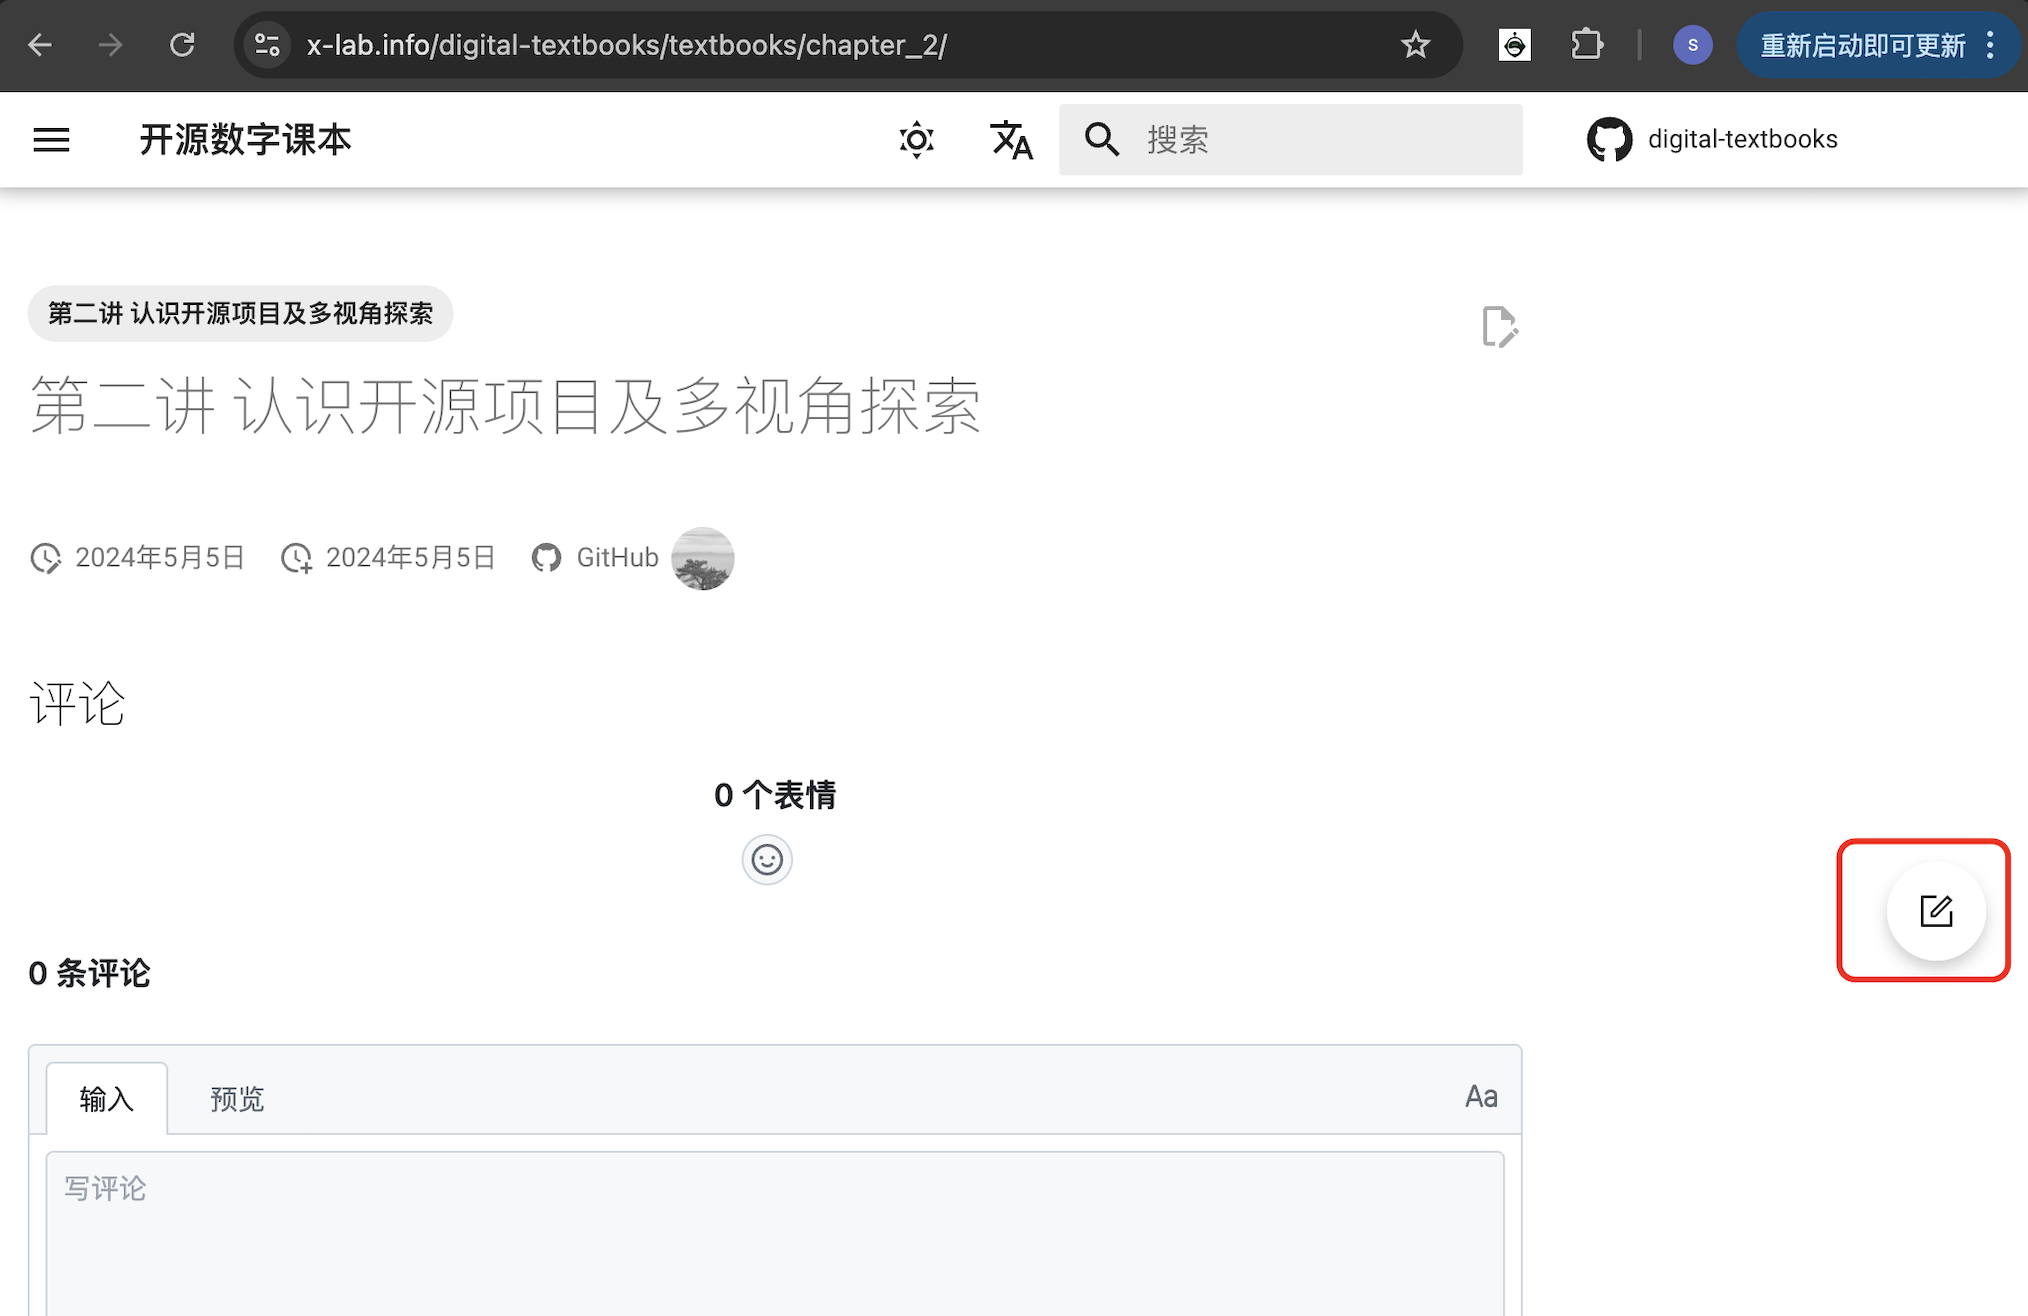 x-lab.info/digital-textbooks/textbooks/chapter_2/
s
重新启动即可更新
开源数字课本
搜索
digital-textbooks
第二讲 认识开源项目及多视角探索
第二讲 认识开源项目及多视角探索
2024年5月5日 2024年5月5日 GitHub
评论
0 个表情
0 条评论
输入 预览 Aa
写评论